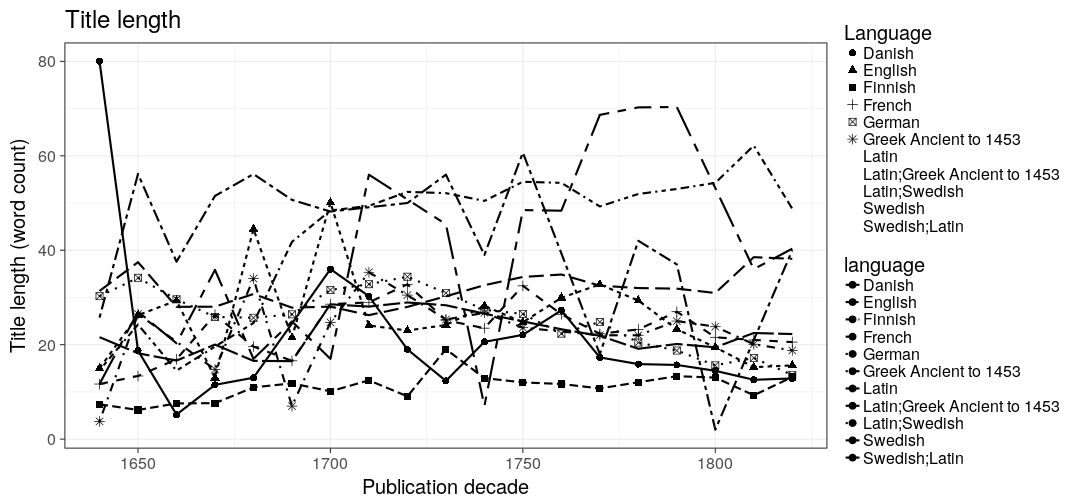 Title length
Title length (word count)
80
60
40
20
0
1650
1700
1750
1800
Publication decade
Language
Danish
English
Finnish
French
German
Greek Ancient to 1453
Latin
Latin;Greek Ancient to 1453
Latin;Swedish
Swedish
Swedish;Latin
language
Danish
English
Finnish
French
German
Greek Ancient to 1453
Latin
Latin;Greek Ancient to 1453
Latin;Swedish
Swedish
Swedish;Latin